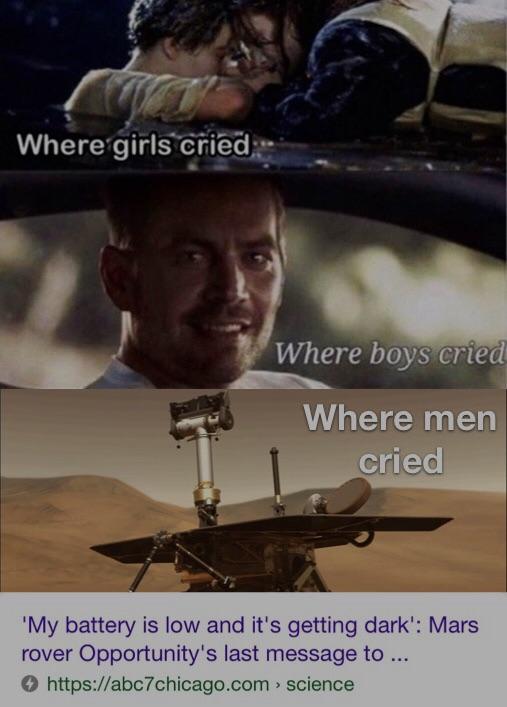 Where girls cried
Where boys cried
Where men
cried
'My battery is low and it's getting dark': Mars
rover Opportunity's last message to ...
https://abc7chicago.com › science